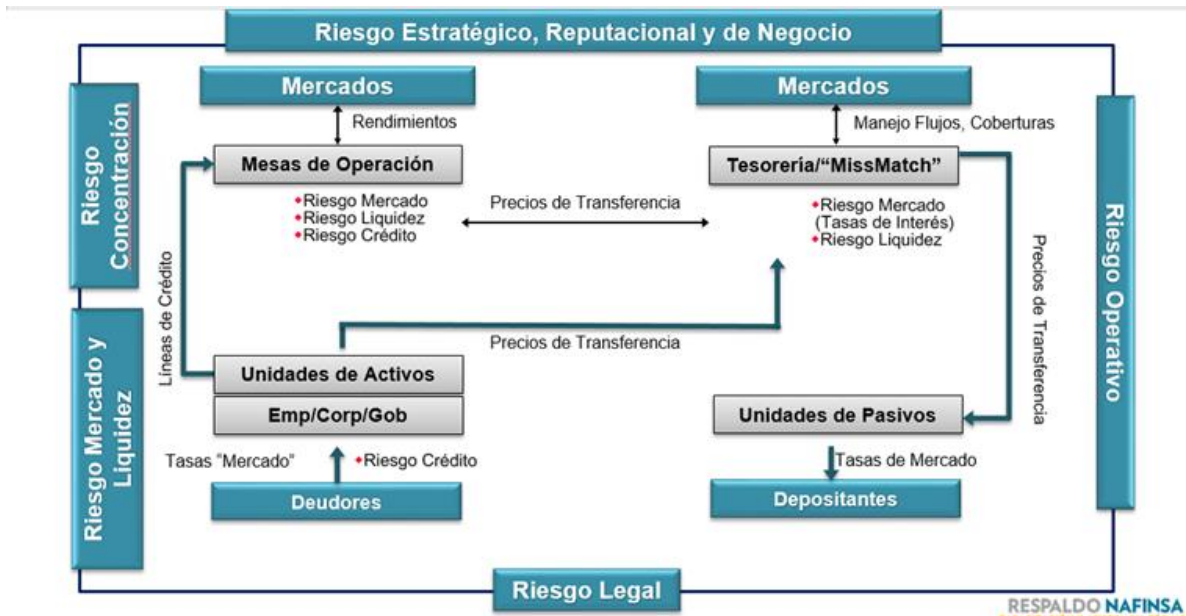 Riesgo Estratégico, Reputacional y de Negocio
Mercados
Mercados
Rendimientos
Manejo Flujos, Coberturas
Riesgo
Concentración
Mesas de Operación
Tesorería/“MissMatch”
Riesgo Mercado
Riesgo Liquidez
Riesgo Crédito
Precios de Transferencia
Riesgo Mercado
(Tasas de Interés)
Riesgo Liquidez
Precios de Transferencia
Riesgo Operativo
Líneas de Crédito
Riesgo Mercado y
Liquidez
Precios de Transferencia
Unidades de Activos
Emp/Corp/Gob
Unidades de Pasivos
Tasas “Mercado”
Riesgo Crédito
Tasas de Mercado
Deudores
Depositantes
Riesgo Legal
RESPALDO NAFINSA